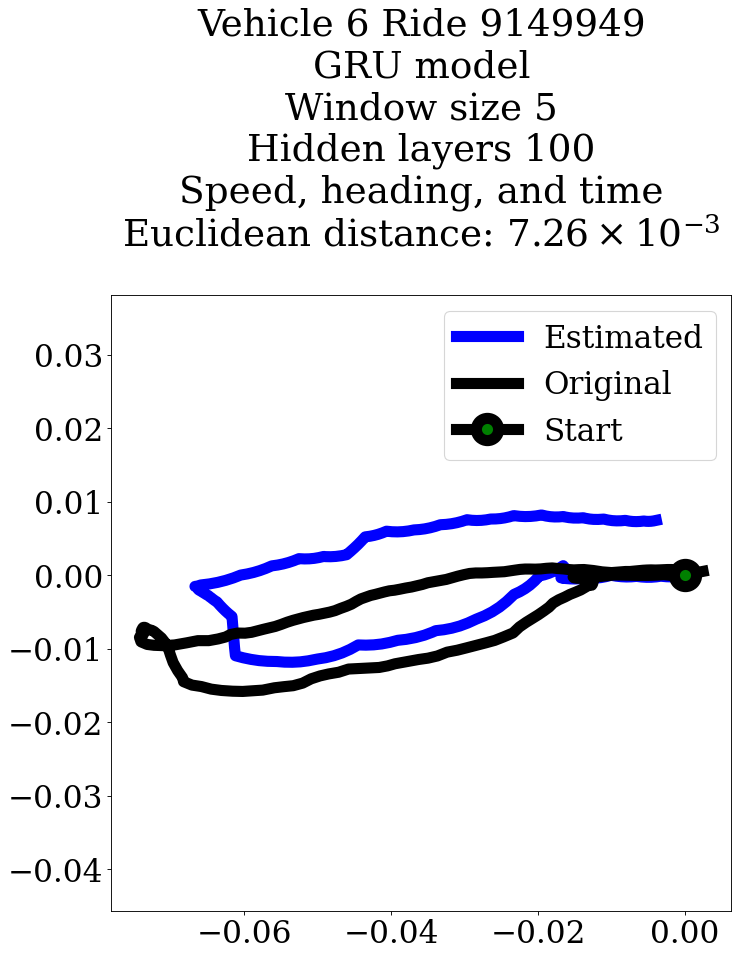 Vehicle 6 Ride 9149949
GRU model
Window size 5
Hidden layers 100
Speed, heading, and time
Euclidean distance: 7.26 × 10⁻³
Estimated
Original
Start
0.03
0.02
0.01
0.00
−0.01
−0.02
−0.03
−0.04
−0.06 −0.04 −0.02 0.00